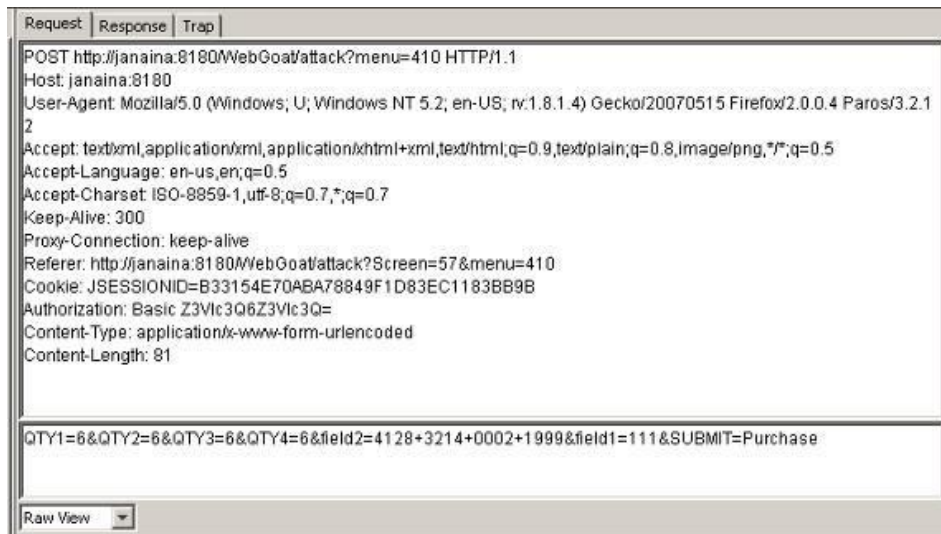 Request Response Trap
POST http://janaina:8180/WebGoat/attack?menu=410 HTTP/1.1
Host: janaina:8180
User-Agent: Mozilla/5.0 (Windows; U; Windows NT 5.2; en-US; rv:1.8.1.4) Gecko/20070515 Firefox/2.0.0.4 Paros/3.2.1
2
Accept: text/xml,application/xml,application/xhtml+xml,text/html;q=0.9,text/plain;q=0.8,image/png,*/*;q=0.5
Accept-Language: en-us,en;q=0.5
Accept-Charset: ISO-8859-1,utf-8;q=0.7,*;q=0.7
Keep-Alive: 300
Proxy-Connection: keep-alive
Referer: http://janaina:8180/WebGoat/attack?Screen=57&menu=410
Cookie: JSESSIONID=B33154E70ABA78849F1D83EC1183BB9B
Authorization: Basic Z3Vlc3Q6Z3Vlc3Q=
Content-Type: application/x-www-form-urlencoded
Content-Length: 81
QTY1=6&QTY2=6&QTY3=6&QTY4=6&field2=4128+3214+0002+1999&field1=111&SUBMIT=Purchase
Raw View